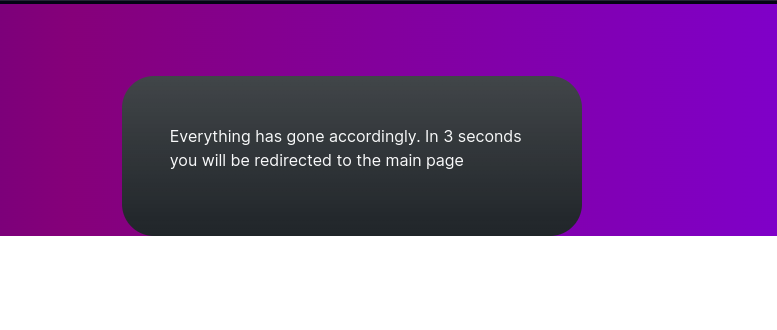 Everything has gone accordingly. In 3 seconds
you will be redirected to the main page